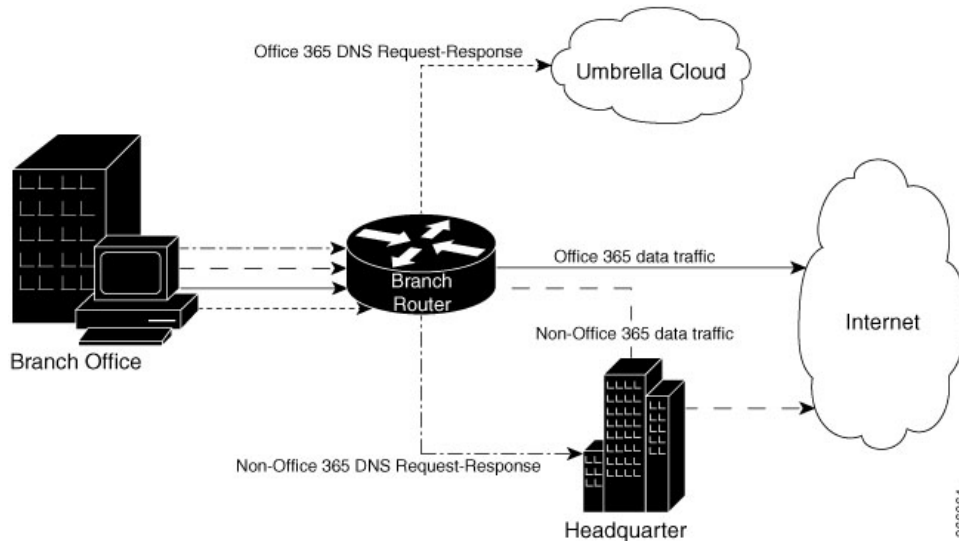 Office 365 DNS Request-Response
Umbrella Cloud
Branch
Router
Office 365 data traffic
Non-Office 365 data traffic
Internet
Branch Office
Non-Office 365 DNS Request-Response
Headquarter